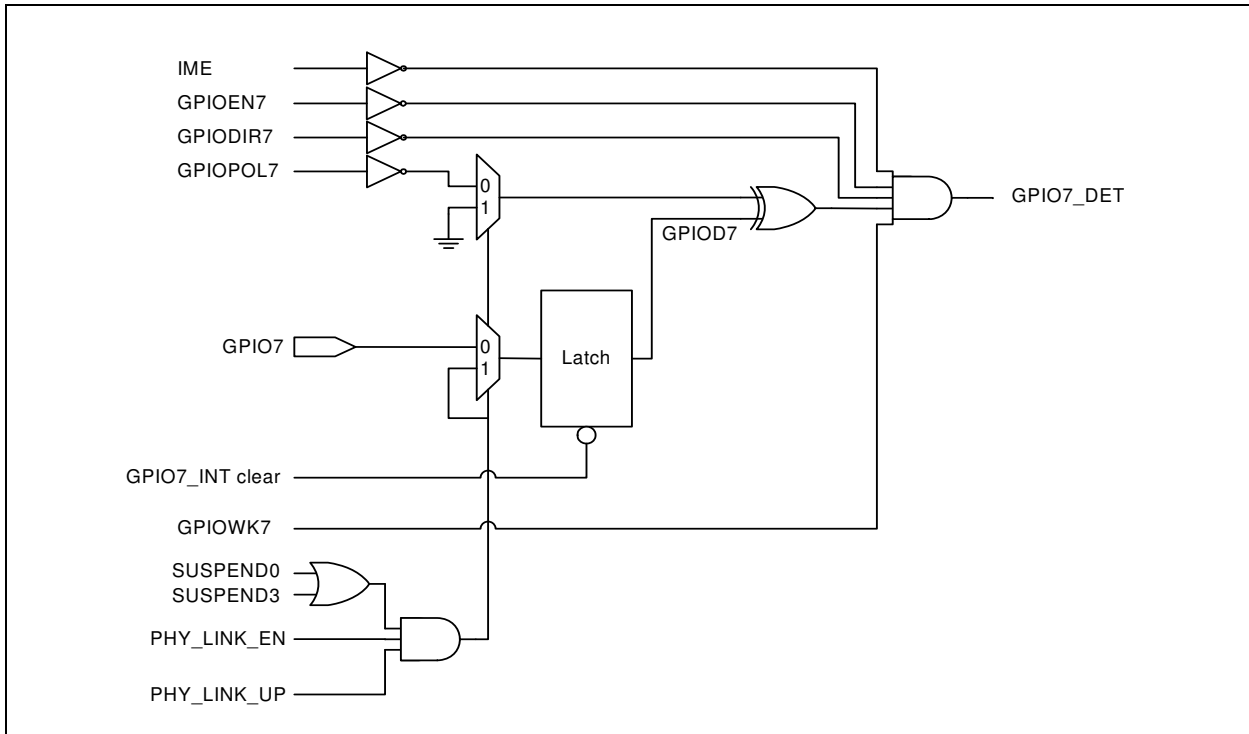 IME
GPIOEN7
GPIODIR7
GPIOPOL7
0
1
GPIO7_DET
GPIOD7
GPIO7
0
1
Latch
GPIO7_INT clear
GPIOWK7
SUSPEND0
SUSPEND3
PHY_LINK_EN
PHY_LINK_UP